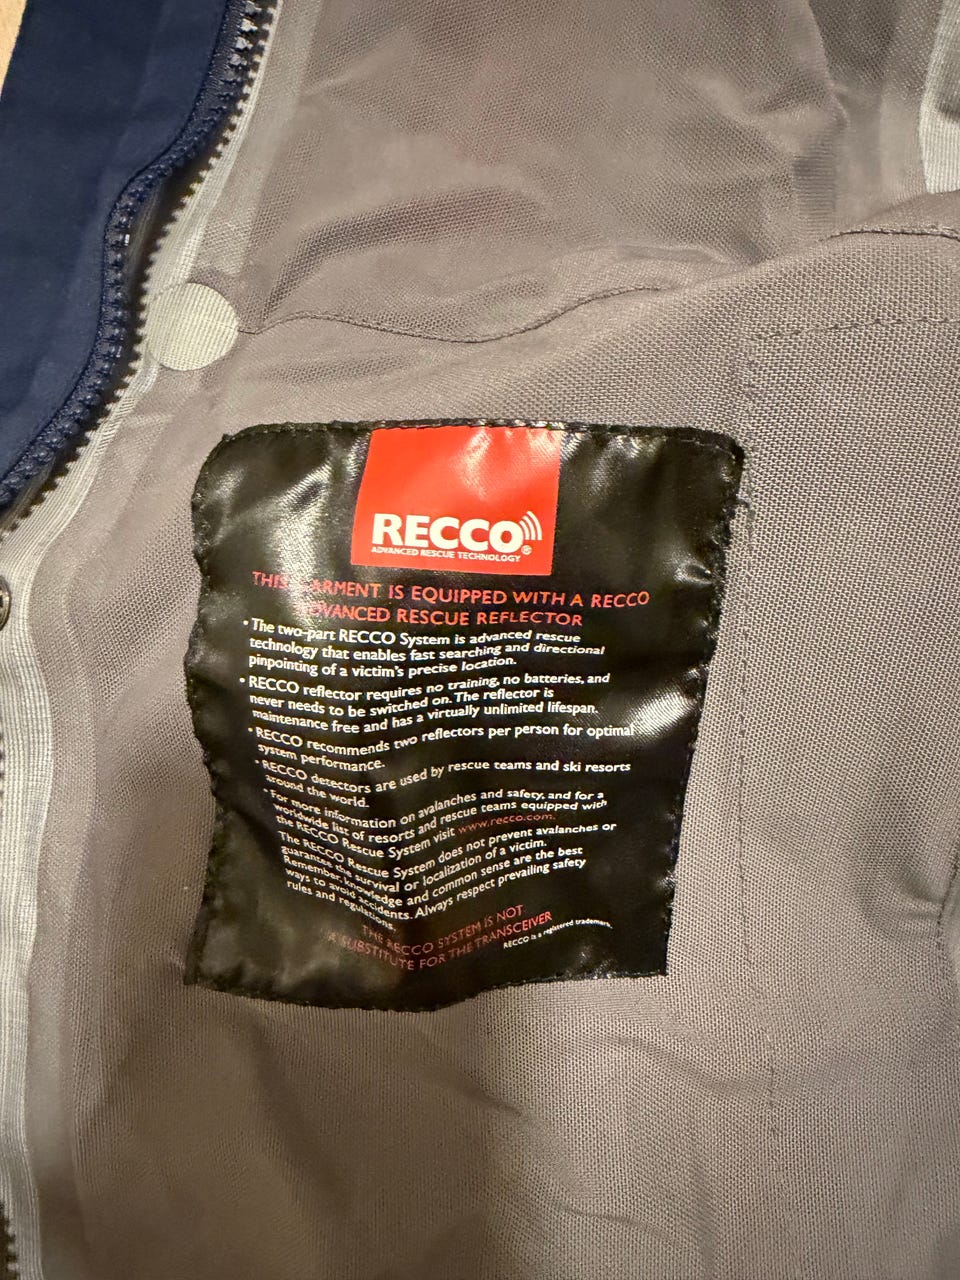 RECCO®
ADVANCED RESCUE TECHNOLOGY
THIS GARMENT IS EQUIPPED WITH A RECCO
ADVANCED RESCUE REFLECTOR
• The two-part RECCO System is advanced rescue
technology that enables fast searching and directional
pinpointing of a victim's precise location.
• RECCO reflector requires no training, no batteries, and
never needs to be switched on. The reflector is
maintenance free and has a virtually unlimited lifespan.
• RECCO recommends two reflectors per person for optimal
system performance.
• RECCO detectors are used by rescue teams and ski resorts
around the world.
• For more information on avalanches and safety, and for a
worldwide list of resorts and rescue teams equipped with
the RECCO Rescue System visit www.recco.com.
The RECCO Rescue System does not prevent avalanches or
guarantee the survival or localization of a victim.
Remember, knowledge and common sense are the best
ways to avoid accidents. Always respect prevailing safety
rules and regulations.
THE RECCO SYSTEM IS NOT
A SUBSTITUTE FOR THE TRANSCEIVER
RECCO is a registered trademark.